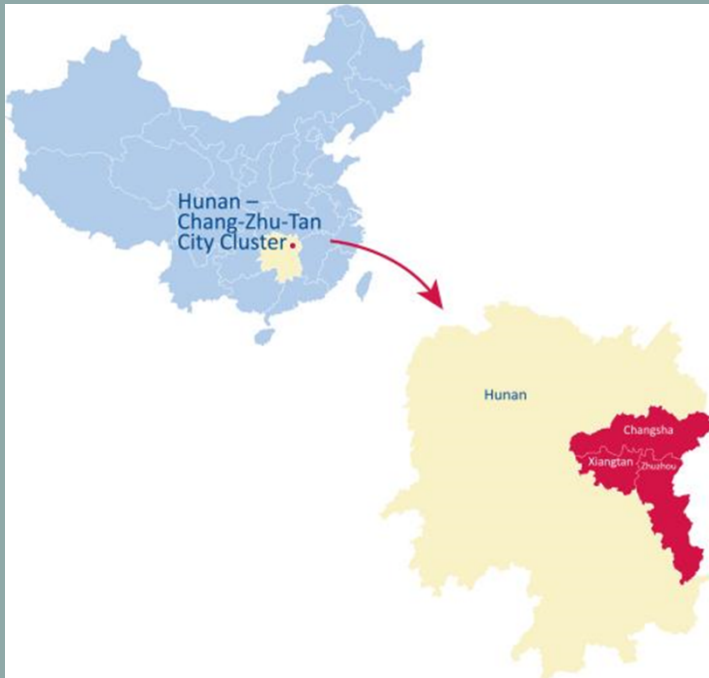 Hunan –
Chang-Zhu-Tan
City Cluster
Hunan
Changsha
Xiangtan
Zhuzhou